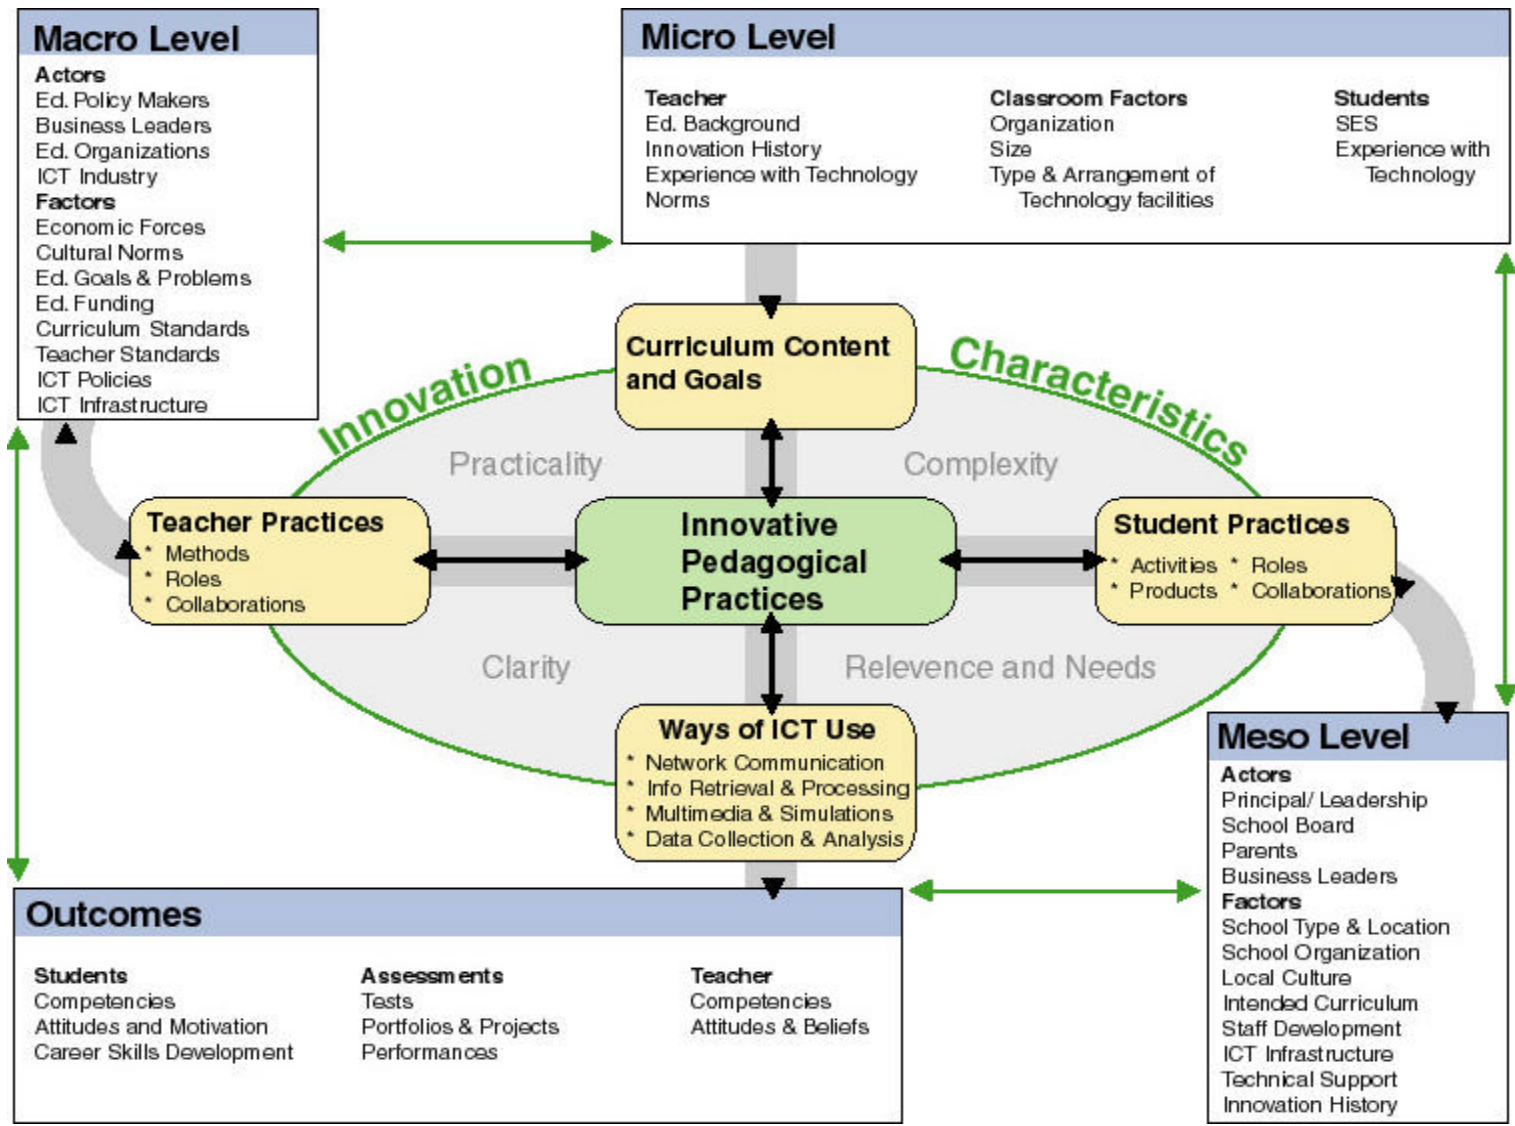 Macro Level
Actors
Ed. Policy Makers
Business Leaders
Ed. Organizations
ICT Industry
Factors
Economic Forces
Cultural Norms
Ed. Goals & Problems
Ed. Funding
Curriculum Standards
Teacher Standards
ICT Policies
ICT Infrastructure
Micro Level
Teacher
Ed. Background
Innovation History
Experience with Technology
Norms
Classroom Factors
Organization
Size
Type & Arrangement of
Technology facilities
Students
SES
Experience with
Technology
Innovation
Characteristics
Curriculum Content
and Goals
Practicality
Complexity
Teacher Practices
* Methods
* Roles
* Collaborations
Innovative
Pedagogical
Practices
Student Practices
* Activities * Roles
* Products * Collaborations
Clarity
Relevence and Needs
Ways of ICT Use
* Network Communication
* Info Retrieval & Processing
* Multimedia & Simulations
* Data Collection & Analysis
Meso Level
Actors
Principal/ Leadership
School Board
Parents
Business Leaders
Factors
School Type & Location
School Organization
Local Culture
Intended Curriculum
Staff Development
ICT Infrastructure
Technical Support
Innovation History
Outcomes
Students
Competencies
Attitudes and Motivation
Career Skills Development
Assessments
Tests
Portfolios & Projects
Performances
Teacher
Competencies
Attitudes & Beliefs